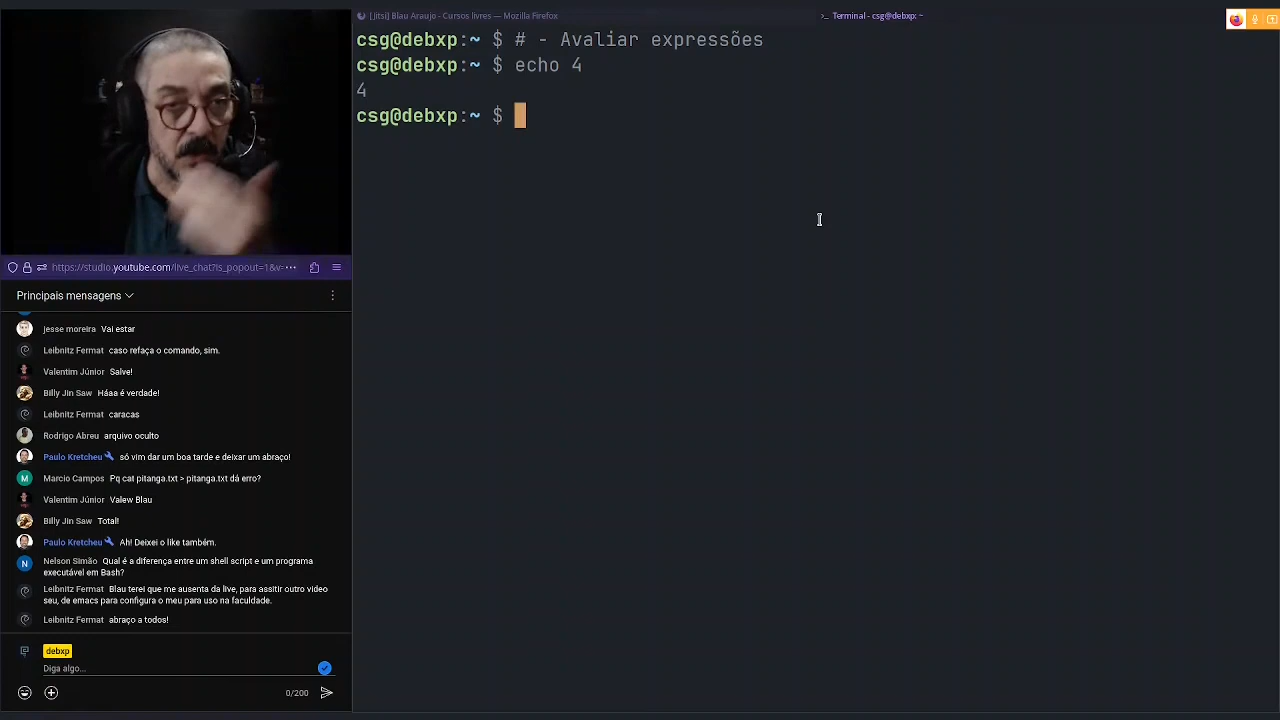 [Jitsi] Blau Araujo - Cursos livres — Mozilla Firefox
>_ Terminal - csg@debxp: ~
csg@debxp:~ $ # - Avaliar expressões
csg@debxp:~ $ echo 4
4
csg@debxp:~ $
https://studio.youtube.com/live_chat?is_popout=1&v=
Principais mensagens
jesse moreira Vai estar
Leibnitz Fermat caso refaça o comando, sim.
Valentim Júnior Salve!
Billy Jin Saw Hàaa é verdade!
Leibnitz Fermat caracas
Rodrigo Abreu arquivo oculto
Paulo Kretcheu só vim dar um boa tarde e deixar um abraço!
M Marcio Campos Pq cat pitanga.txt > pitanga.txt dá erro?
Valentim Júnior Valew Blau
Billy Jin Saw Total!
Paulo Kretcheu Ah! Deixei o like também.
N Nelson Simão Qual é a diferença entre um shell script e um programa
executável em Bash?
Leibnitz Fermat Blau terei que me ausenta da live, para assitir outro video
seu, de emacs para configura o meu para uso na faculdade.
Leibnitz Fermat abraço a todos!
debxp
Diga algo...
0/200